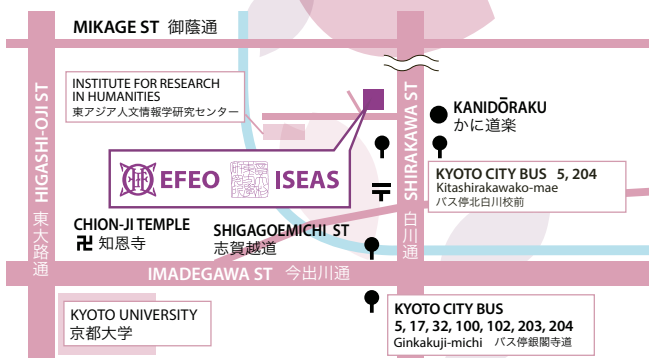 MIKAGE ST 御蔭通
HIGASHI-OJI ST 東大路通
INSTITUTE FOR RESEARCH
IN HUMANITIES
東アジア人文情報学研究センター
SHIRAKAWA ST 白川通
KANIDŌRAKU
かに道楽
EFEO ISEAS
KYOTO CITY BUS 5, 204
Kitashirakawako-mae
バス停北白川校前
CHION-JI TEMPLE
卍 知恩寺
SHIGAGOEMICHI ST
志賀越道
IMADEGAWA ST 今出川通
KYOTO UNIVERSITY
京都大学
KYOTO CITY BUS
5, 17, 32, 100, 102, 203, 204
Ginkakuji-michi バス停銀閣寺道